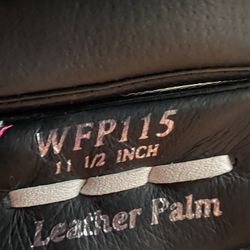 WFP115
11 1/2 INCH
Leather Palm